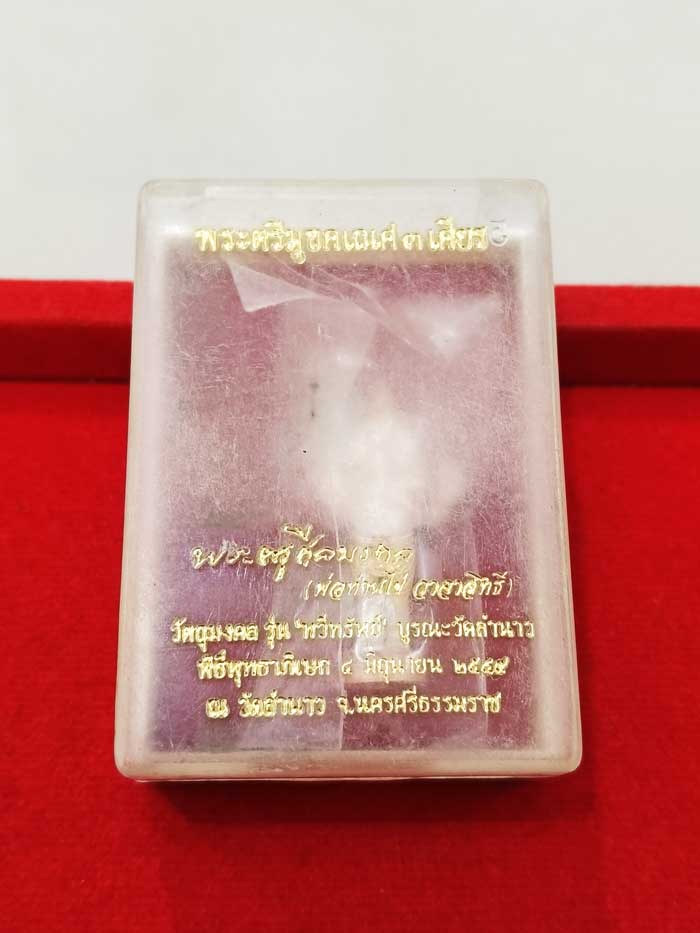 พระตรีมูขคเณศ ๓ เศียร
พระครูศีลมงคล
(พ่อท่านไข่ วาจาสิทธิ์)
วัตถุมงคล รุ่น 'ทวีทรัพย์' บูรณะวัดลำนาว
พิธีพุทธาภิเษก ๔ มิถุนายน ๒๕๔๙
ณ วัดลำนาว จ.นครศรีธรรมราช